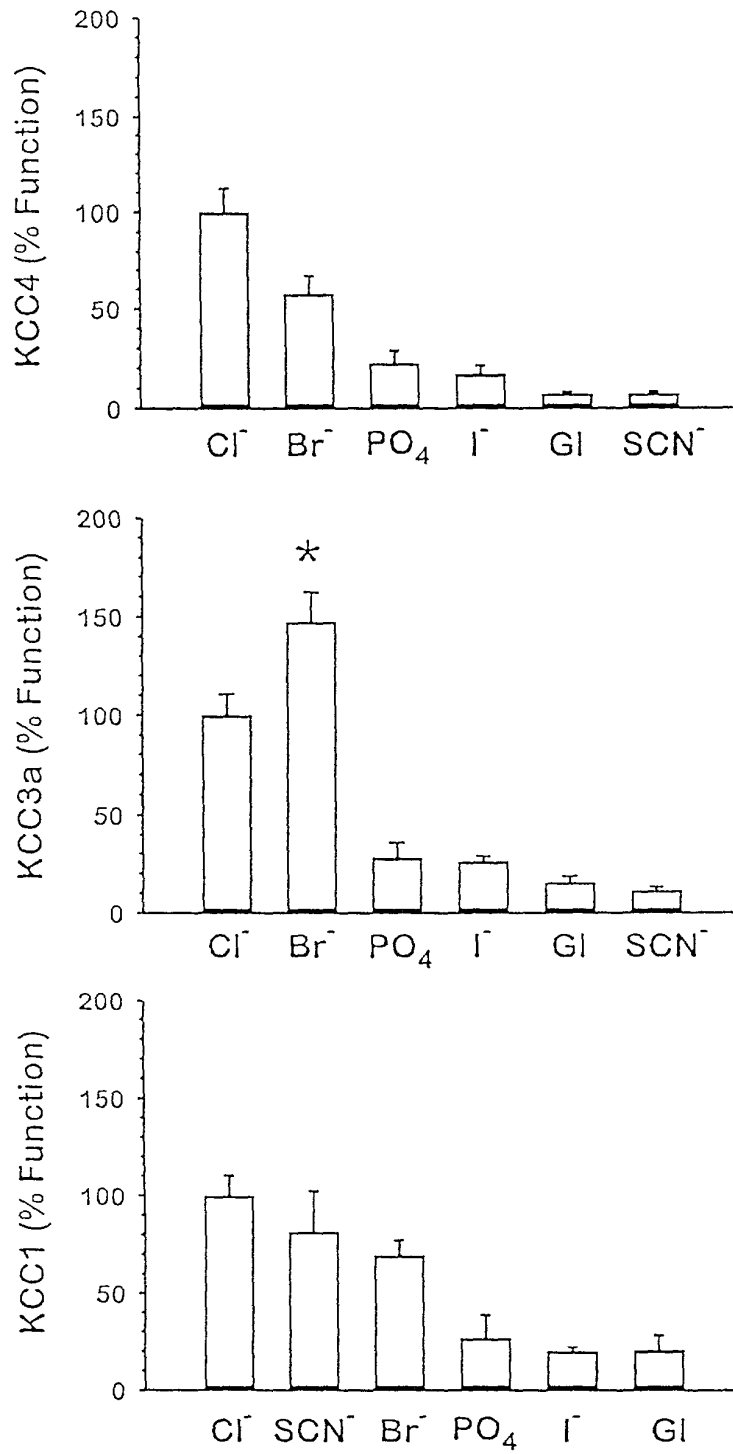 KCC4 (% Function)
200
150
100
50
0
Cl⁻ Br⁻ PO₄ I⁻ Gl SCN⁻
KCC3a (% Function)
200
150
100
50
0
*
Cl⁻ Br⁻ PO₄ I⁻ Gl SCN⁻
KCC1 (% Function)
200
150
100
50
0
Cl⁻ SCN⁻ Br⁻ PO₄ I⁻ Gl